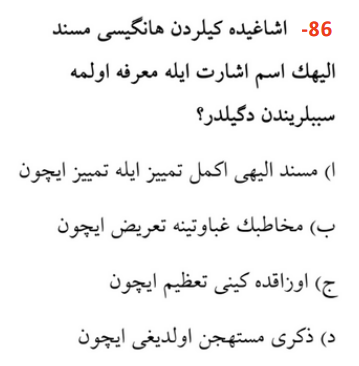 86- اشاغیده کیلردن هانگیسی مسند
الیهك اسم اشارت ایله معرفه اولمه
سببلریندن دگیلدر؟
ا) مسند الیهی اکمل تمییز ایله تمییز ایچون
ب) مخاطبك غباوتینه تعریض ایچون
ج) اوزاقده کینی تعظیم ایچون
د) ذکری مستهجن اولدیغی ایچون